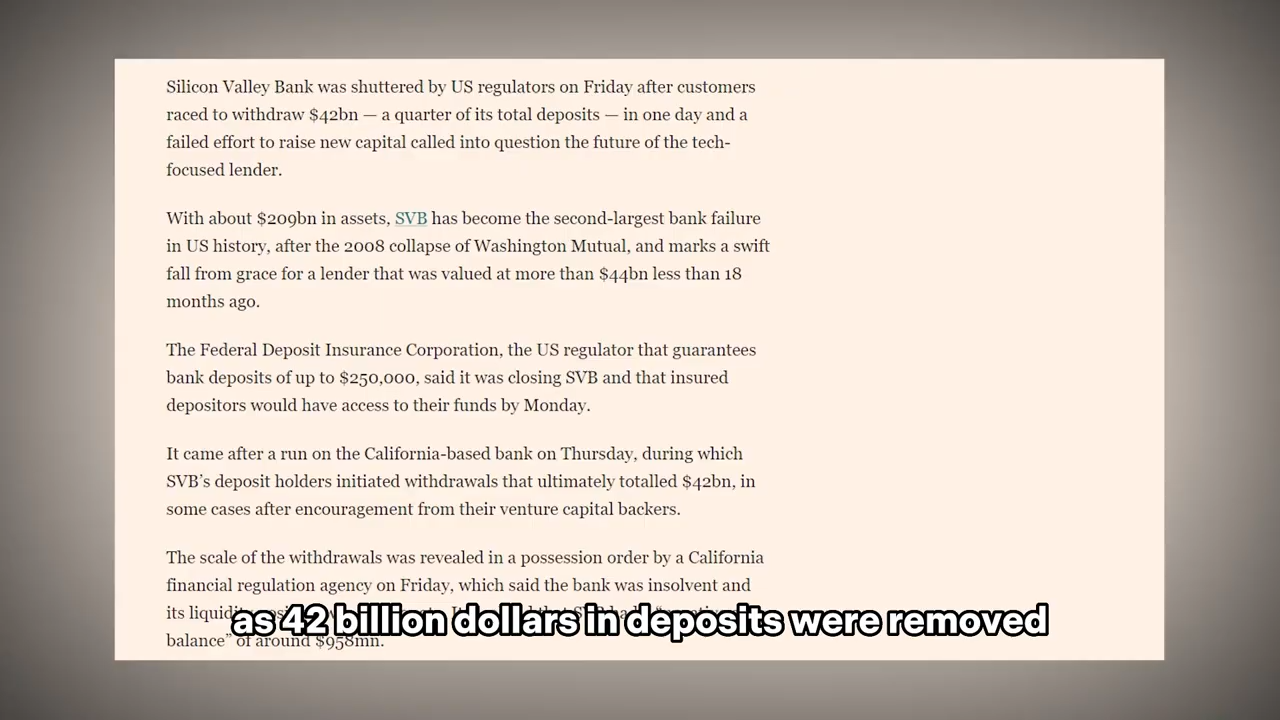 Silicon Valley Bank was shuttered by US regulators on Friday after customers
raced to withdraw $42bn — a quarter of its total deposits — in one day and a
failed effort to raise new capital called into question the future of the tech-
focused lender.
With about $209bn in assets, SVB has become the second-largest bank failure
in US history, after the 2008 collapse of Washington Mutual, and marks a swift
fall from grace for a lender that was valued at more than $44bn less than 18
months ago.
The Federal Deposit Insurance Corporation, the US regulator that guarantees
bank deposits of up to $250,000, said it was closing SVB and that insured
depositors would have access to their funds by Monday.
It came after a run on the California-based bank on Thursday, during which
SVB’s deposit holders initiated withdrawals that ultimately totalled $42bn, in
some cases after encouragement from their venture capital backers.
The scale of the withdrawals was revealed in a possession order by a California
financial regulation agency on Friday, which said the bank was insolvent and
its
balance” of around $958mn.
as 42 billion dollars in deposits were removed